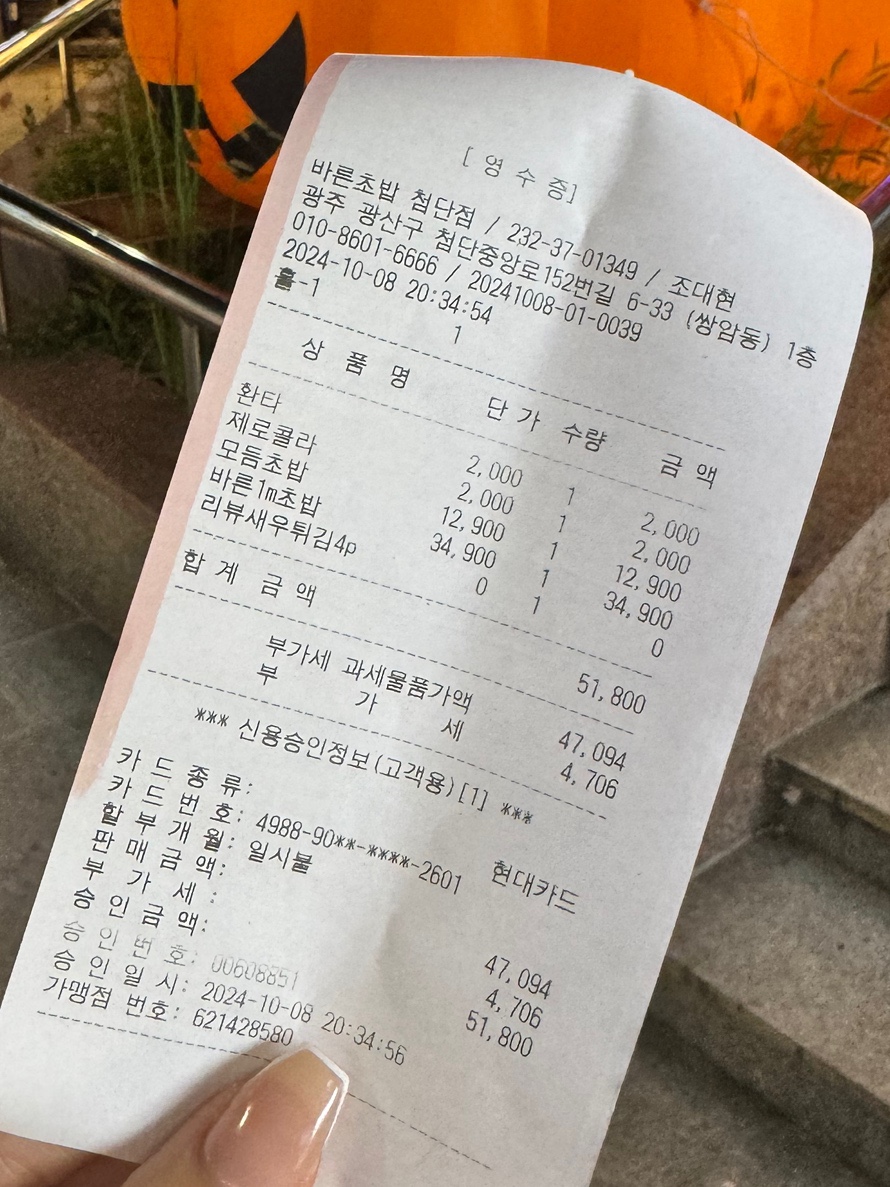 [ 영 수 증]
바른초밥 첨단점 / 232-37-01349 / 조대현
광주 광산구 첨단중앙로152번길 6-33 (쌍암동) 1층
010-8601-6666 / 20241008-01-0039
2024-10-08 20:34:54
홀-1 1
상 품 명 단 가 수량 금 액
환타 2,000 1 2,000
제로콜라 2,000 1 2,000
모듬초밥 12,900 1 12,900
바른1m초밥 34,900 1 34,900
리뷰새우튀김4p 0 1 0
합 계 금 액 51,800
부가세 과세물품가액 47,094
부 가 세 4,706
*** 신용승인정보(고객용)[1] ***
카 드 종 류: 현대카드
카 드 번 호: 4988-90**-****-2601
할 부 개 월: 일시불
판 매 금 액: 47,094
부 가 세 : 4,706
승 인 금 액: 51,800
승 인 번 호: 00608851
승 인 일 시: 2024-10-08 20:34:56
가맹점 번호: 621428580